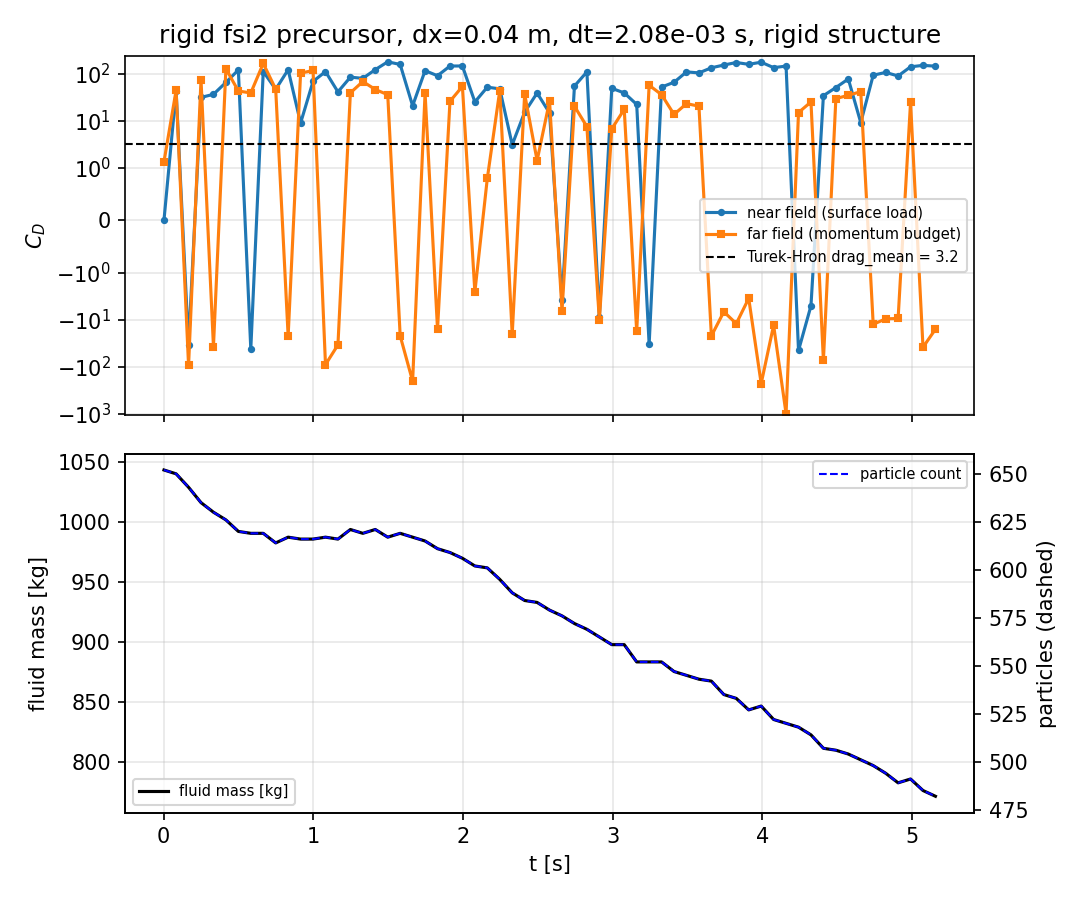 rigid fsi2 precursor, dx=0.04 m, dt=2.08e-03 s, rigid structure
10²
10¹
10⁰
0
−10⁰
−10¹
−10²
−10³
C_D
near field (surface load)
far field (momentum budget)
Turek-Hron drag_mean = 3.2
1050
1000
950
900
850
800
fluid mass [kg]
particle count
fluid mass [kg]
650
625
600
575
550
525
500
475
particles (dashed)
0 1 2 3 4 5
t [s]